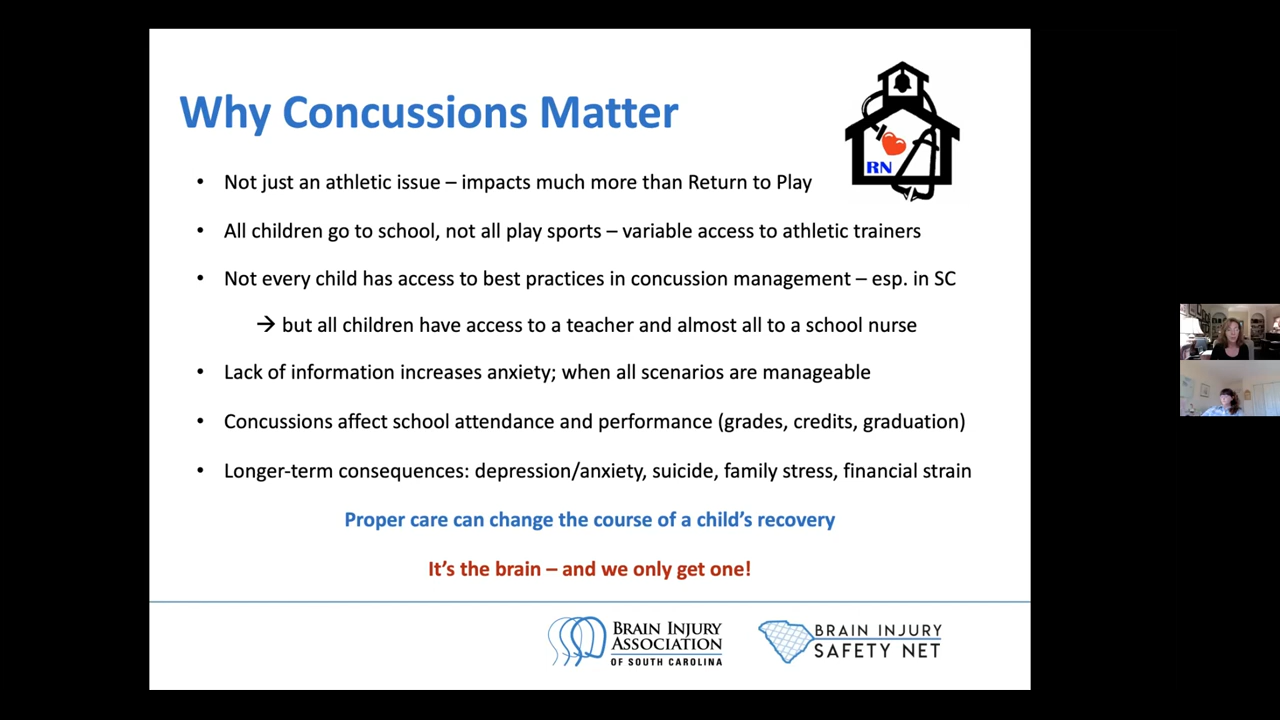 Why Concussions Matter
RN
• Not just an athletic issue – impacts much more than Return to Play
• All children go to school, not all play sports – variable access to athletic trainers
• Not every child has access to best practices in concussion management – esp. in SC
→ but all children have access to a teacher and almost all to a school nurse
• Lack of information increases anxiety; when all scenarios are manageable
• Concussions affect school attendance and performance (grades, credits, graduation)
• Longer-term consequences: depression/anxiety, suicide, family stress, financial strain
Proper care can change the course of a child’s recovery
It’s the brain – and we only get one!
BRAIN INJURY
ASSOCIATION
OF SOUTH CAROLINA
BRAIN INJURY
SAFETY NET